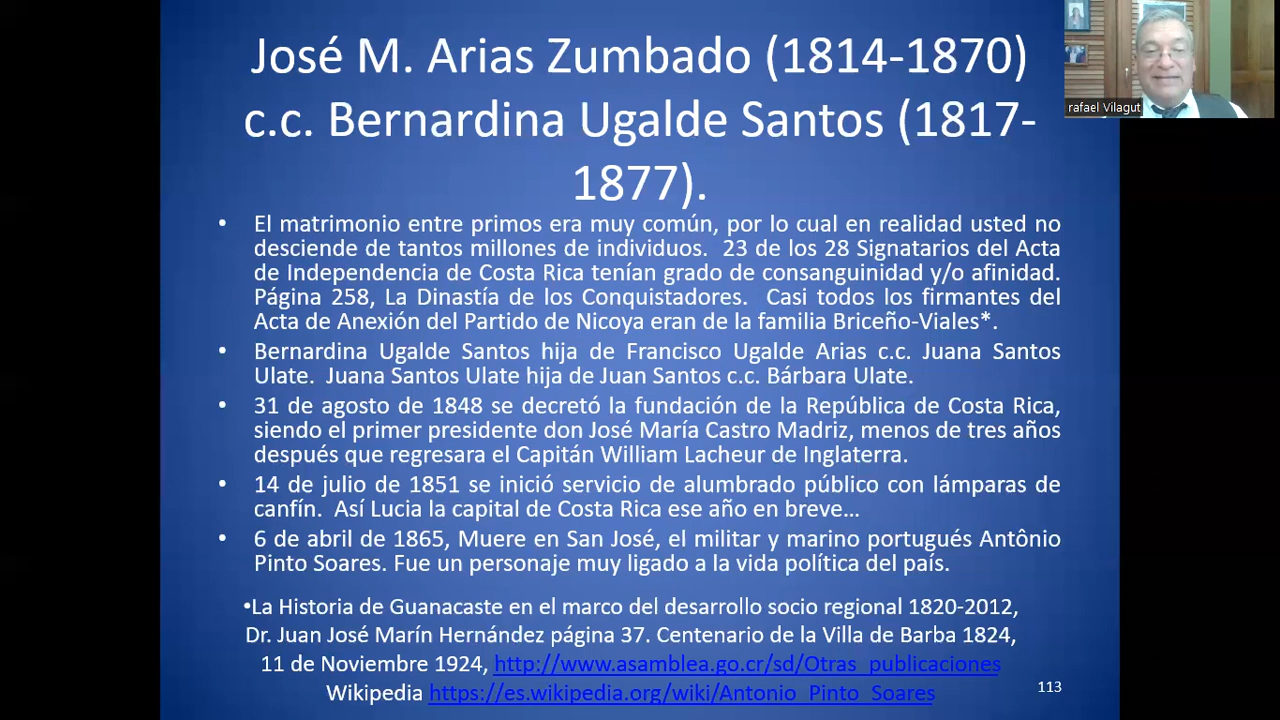 José M. Arias Zumbado (1814-1870)
c.c. Bernardina Ugalde Santos (1817-
1877).
• El matrimonio entre primos era muy común, por lo cual en realidad usted no
desciende de tantos millones de individuos. 23 de los 28 Signatarios del Acta
de Independencia de Costa Rica tenían grado de consanguinidad y/o afinidad.
Página 258, La Dinastía de los Conquistadores. Casi todos los firmantes del
Acta de Anexión del Partido de Nicoya eran de la familia Briceño-Viales*.
• Bernardina Ugalde Santos hija de Francisco Ugalde Arias c.c. Juana Santos
Ulate. Juana Santos Ulate hija de Juan Santos c.c. Bárbara Ulate.
• 31 de agosto de 1848 se decretó la fundación de la República de Costa Rica,
siendo el primer presidente don José María Castro Madriz, menos de tres años
después que regresara el Capitán William Lacheur de Inglaterra.
• 14 de julio de 1851 se inició servicio de alumbrado público con lámparas de
canfín. Así Lucia la capital de Costa Rica ese año en breve…
• 6 de abril de 1865, Muere en San José, el militar y marino portugués Antônio
Pinto Soares. Fue un personaje muy ligado a la vida política del país.
•La Historia de Guanacaste en el marco del desarrollo socio regional 1820-2012,
Dr. Juan José Marín Hernández página 37. Centenario de la Villa de Barba 1824,
11 de Noviembre 1924, http://www.asamblea.go.cr/sd/Otras_publicaciones
Wikipedia https://es.wikipedia.org/wiki/Antonio_Pinto_Soares
113
rafael Vilagut